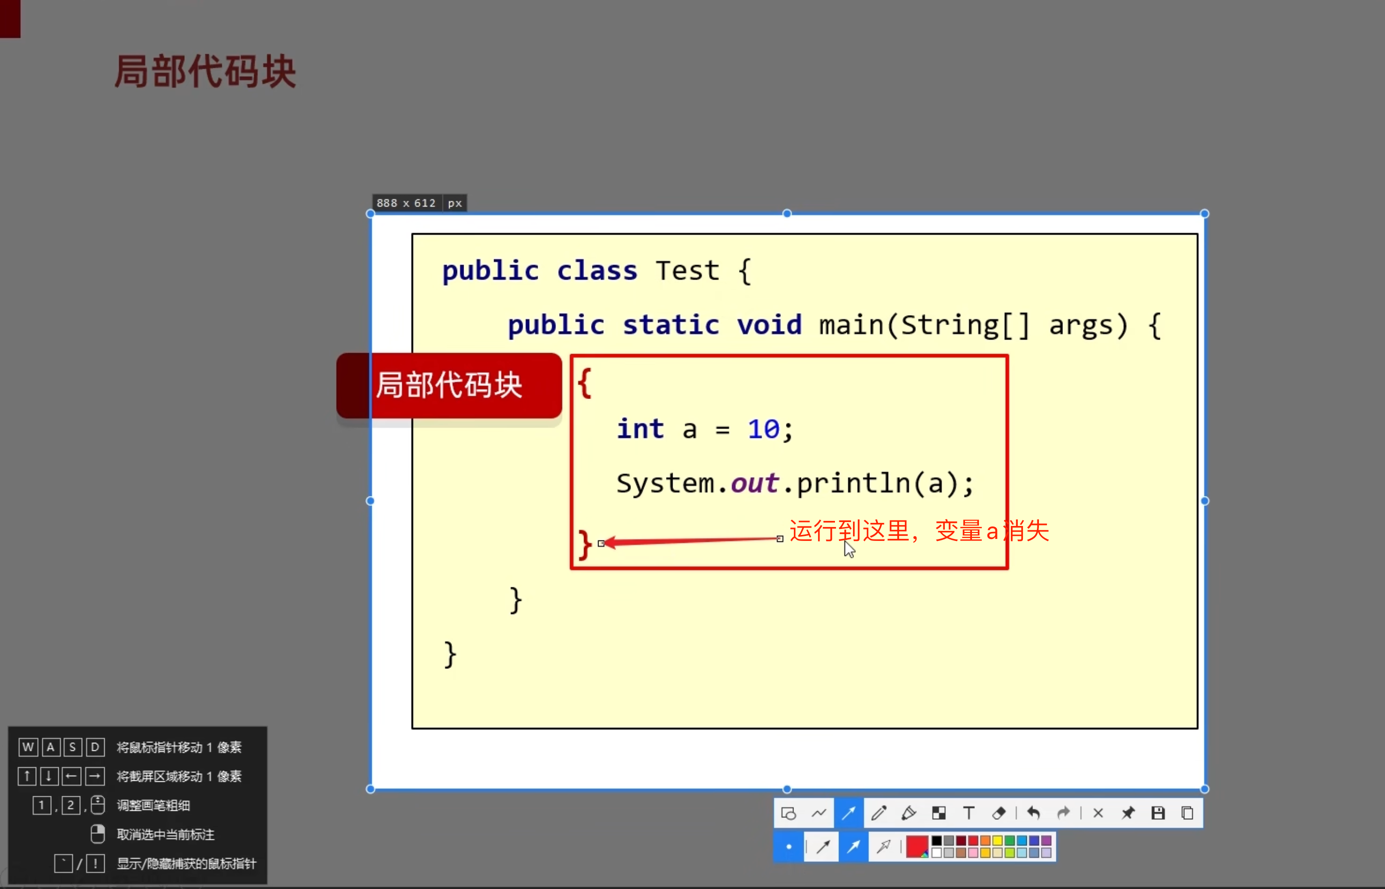 局部代码块
888 x 612 px
public class Test {
public static void main(String[] args) {
局部代码块
{
int a = 10;
System.out.println(a);
运行到这里，变量a消失
}
}
}
W A S D 将鼠标指针移动 1 像素
↑ ↓ ← → 将截屏区域移动 1 像素
1 , 2 , 调整画笔粗细
取消选中当前标注
` / ! 显示/隐藏捕获的鼠标指针
T